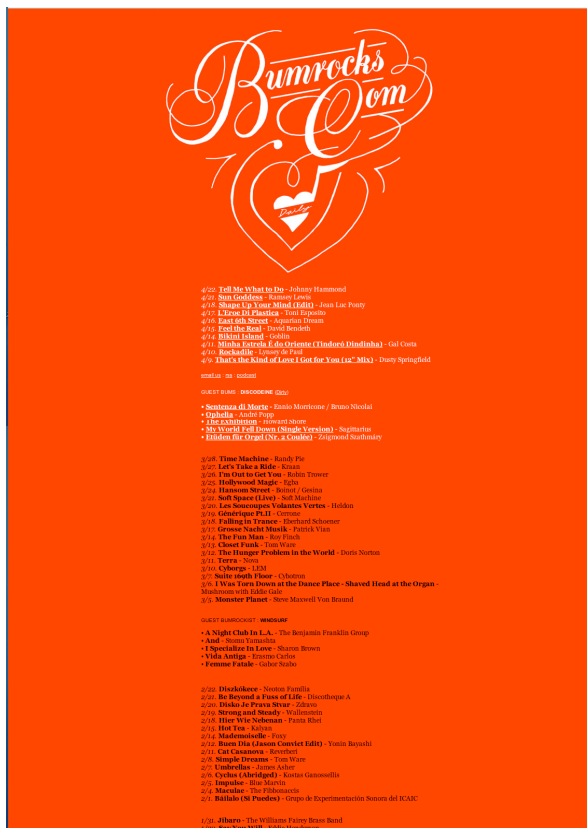 Bumrocks
Com
Daily
4/22. Tell Me What to Do - Johnny Hammond
4/21. Sun Goddess - Ramsey Lewis
4/18. Shape Up Your Mind (Edit) - Jean Luc Ponty
4/17. L'Eroe Di Plastica - Toni Esposito
4/16. East 6th Street - Aquarian Dream
4/15. Feel the Real - David Bendeth
4/14. Bikini Island - Goblin
4/11. Minha Estrela É do Oriente (Tindoró Dindinha) - Gal Costa
4/10. Rockadile - Lynsey de Paul
4/9. That's the Kind of Love I Got for You (12" Mix) - Dusty Springfield
email us : me : podcast
GUEST BUMS : DISCODEINE (Dirty)
• Sentenza di Morte - Ennio Morricone / Bruno Nicolai
• Ophelia - André Popp
• The Exhibition - Howard Shore
• My World Fell Down (Single Version) - Sagittarius
• Etüden für Orgel (Nr. 2 Coulée) - Zsigmond Szathmáry
3/28. Time Machine - Randy Pie
3/27. Let's Take a Ride - Kraan
3/26. I'm Out to Get You - Robin Trower
3/25. Hollywood Magic - Egba
3/24. Hansom Street - Boinot / Gesina
3/21. Soft Space (Live) - Soft Machine
3/20. Les Soucoupes Volantes Vertes - Heldon
3/19. Générique Pt.II - Cerrone
3/18. Falling in Trance - Eberhard Schoener
3/17. Grosse Nacht Musik - Patrick Vian
3/14. The Fun Man - Roy Finch
3/13. Closet Funk - Tom Ware
3/12. The Hunger Problem in the World - Doris Norton
3/11. Terra - Nova
3/10. Cyborgs - LEM
3/7. Suite 169th Floor - Cybotron
3/6. I Was Torn Down at the Dance Place - Shaved Head at the Organ -
Mushroom with Eddie Gale
3/5. Monster Planet - Steve Maxwell Von Braund
GUEST BUMROCKIST : WINDSURF
• A Night Club In L.A. - The Benjamin Franklin Group
• And - Stomu Yamashta
• I Specialize In Love - Sharon Brown
• Vida Antiga - Erasmo Carlos
• Femme Fatale - Gabor Szabo
2/22. Diszkókece - Neoton Família
2/21. Be Beyond a Fuss of Life - Discotheque A
2/20. Disko Je Prava Stvar - Zdravo
2/19. Strong and Steady - Wallenstein
2/18. Hier Wie Nebenan - Panta Rhei
2/15. Hot Tea - Kalyan
2/14. Mademoiselle - Foxy
2/12. Buen Dia (Jason Convict Edit) - Yonin Bayashi
2/11. Cat Casanova - Reverberi
2/8. Simple Dreams - Tom Ware
2/7. Umbrellas - James Asher
2/6. Cyclus (Abridged) - Kostas Ganossellis
2/5. Impulse - Blue Marvin
2/4. Maculae - The Fibbonaccis
2/1. Báilalo (Si Puedes) - Grupo de Experimentación Sonora del ICAIC
1/31. Jibaro - The Williams Fairey Brass Band